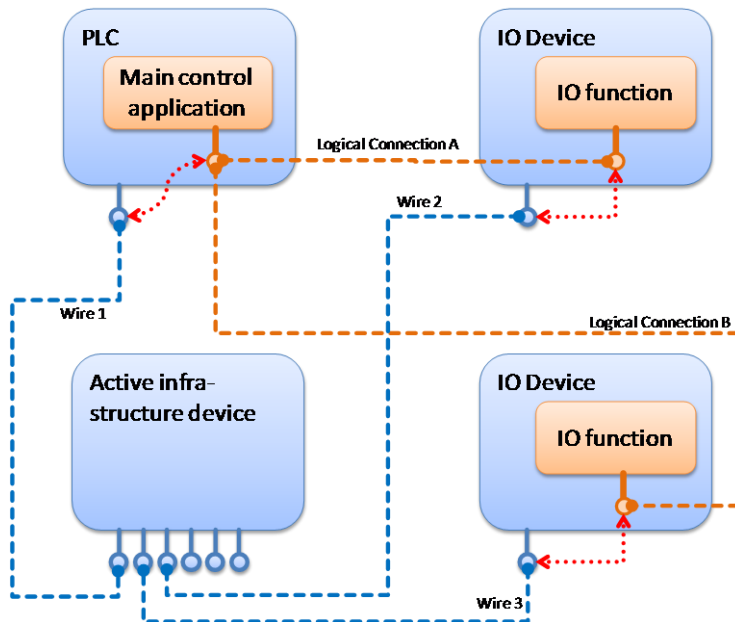 PLC
Main control
application
IO Device
IO function
Logical Connection A
Wire 2
Wire 1
Logical Connection B
Active infra-
structure device
IO Device
IO function
Wire 3